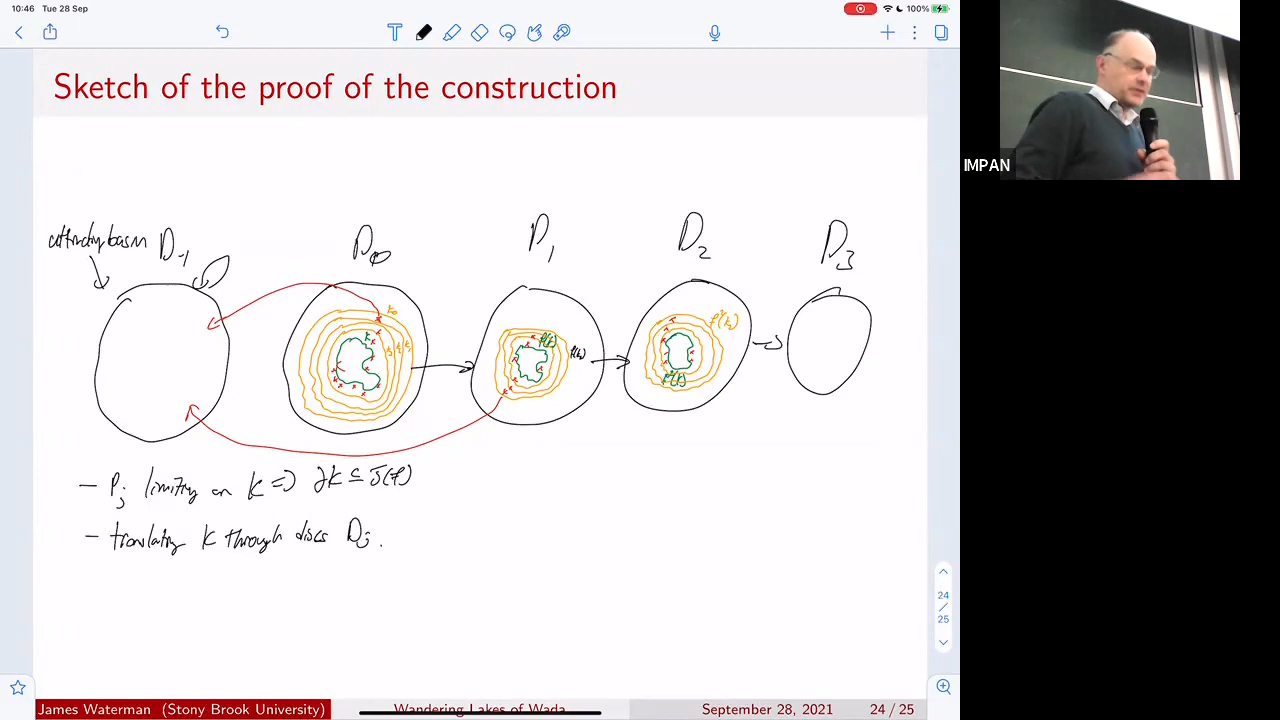 10:46 Tue 28 Sep
100%
Sketch of the proof of the construction
IMPAN
attracting basin D-1 D0 D1 D2 D3
K0
K f(K) f²(K)
- Pj limiting on K => ∂K ⊆ J(f)
- translating K through discs Dj.
24
/
25
James Waterman (Stony Brook University) Wandering Lakes of Wada September 28, 2021 24 / 25